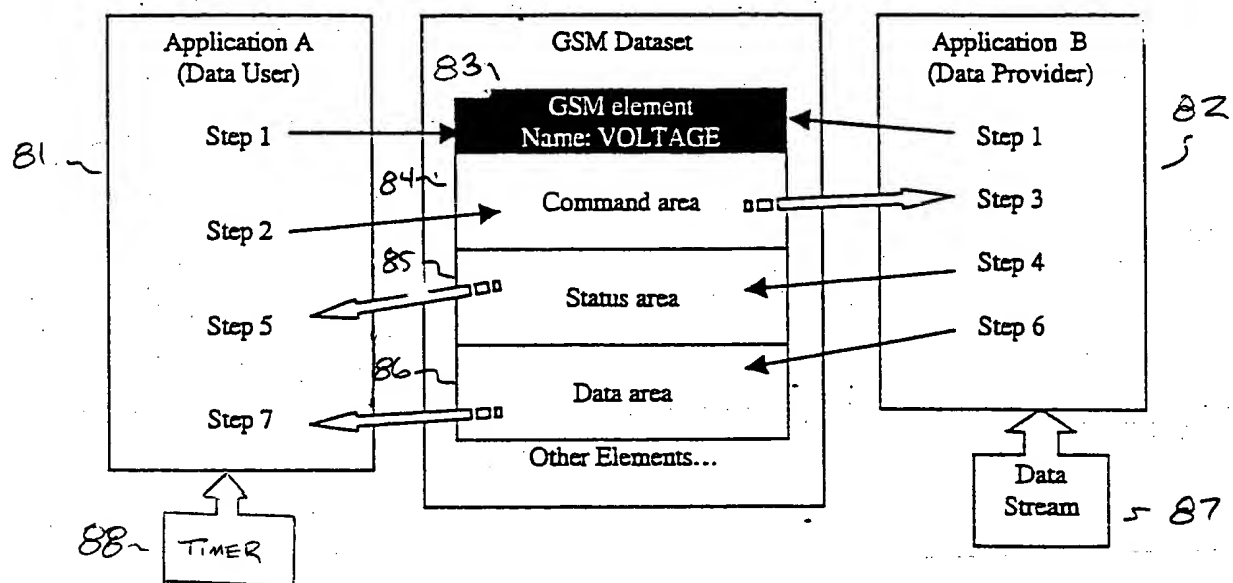 Application A
(Data User)
81
Step 1
Step 2
Step 5
Step 7
88
TIMER
GSM Dataset
83
GSM element
Name: VOLTAGE
84
Command area
85
Status area
86
Data area
Other Elements...
Application B
(Data Provider)
82
Step 1
Step 3
Step 4
Step 6
Data
Stream
87